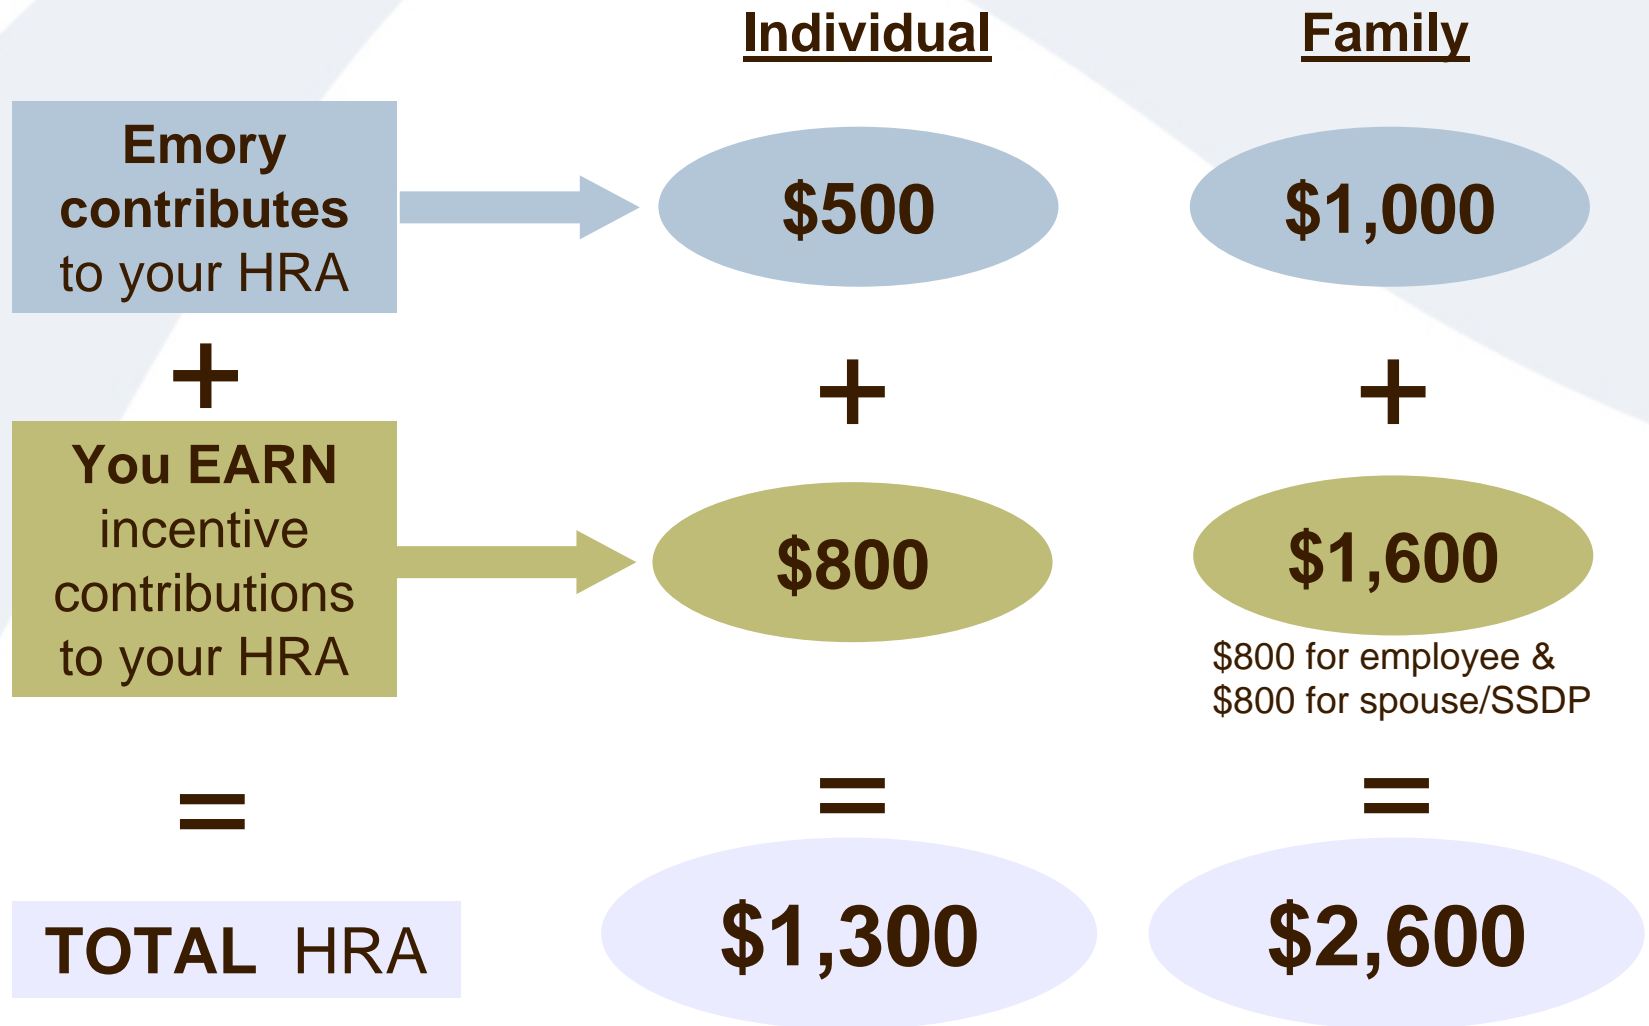 Individual Family
Emory
contributes
to your HRA
$500
$1,000
+
+
+
You EARN
incentive
contributions
to your HRA
$800
$1,600
$800 for employee &
$800 for spouse/SSDP
=
=
=
TOTAL HRA
$1,300
$2,600